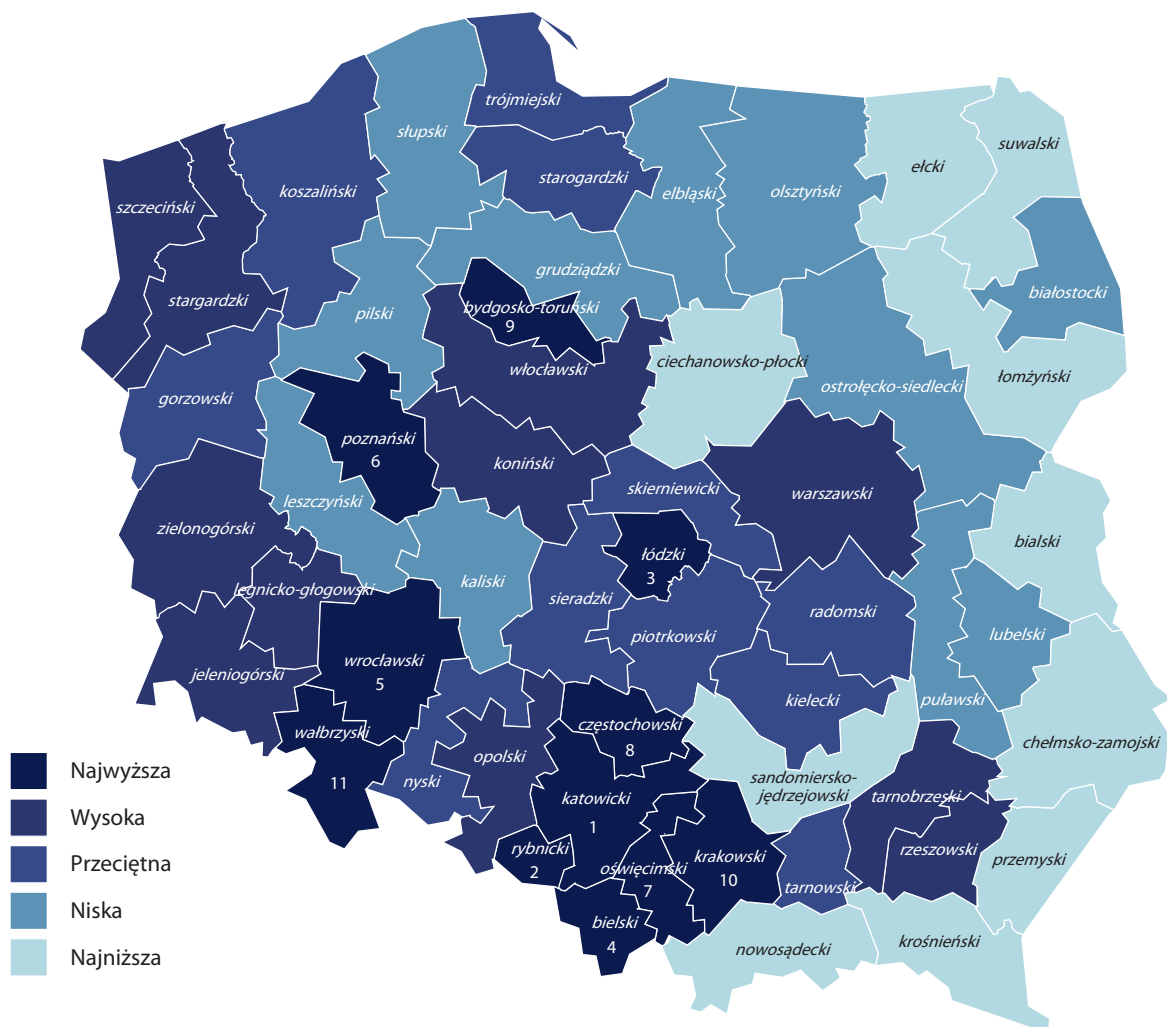 trójmiejski
słupski
suwalski
ełcki
starogardzki
koszaliński
elbląski
olsztyński
szczeciński
grudziądzki
stargardzki
białostocki
bydgosko-toruński
9
pilski
ciechanowsko-płocki
włocławski
łomżyński
ostrołęcko-siedlecki
gorzowski
poznański
6
koniński
skierniewicki
warszawski
leszczyński
zielonogórski
bialski
łódzki
3
kaliski
legnicko-głogowski
sieradzki
radomski
piotrkowski
lubelski
wrocławski
5
jeleniogórski
kielecki
puławski
częstochowski
8
wałbrzyski
11
chełmsko-zamojski
opolski
nyski
sandomiersko-
jędrzejowski
tarnobrzeski
katowicki
1
rybnicki
2
krakowski
10
rzeszowski
przemyski
oświęcimski
7
tarnowski
bielski
4
krośnieński
nowosądecki
Najwyższa
Wysoka
Przeciętna
Niska
Najniższa